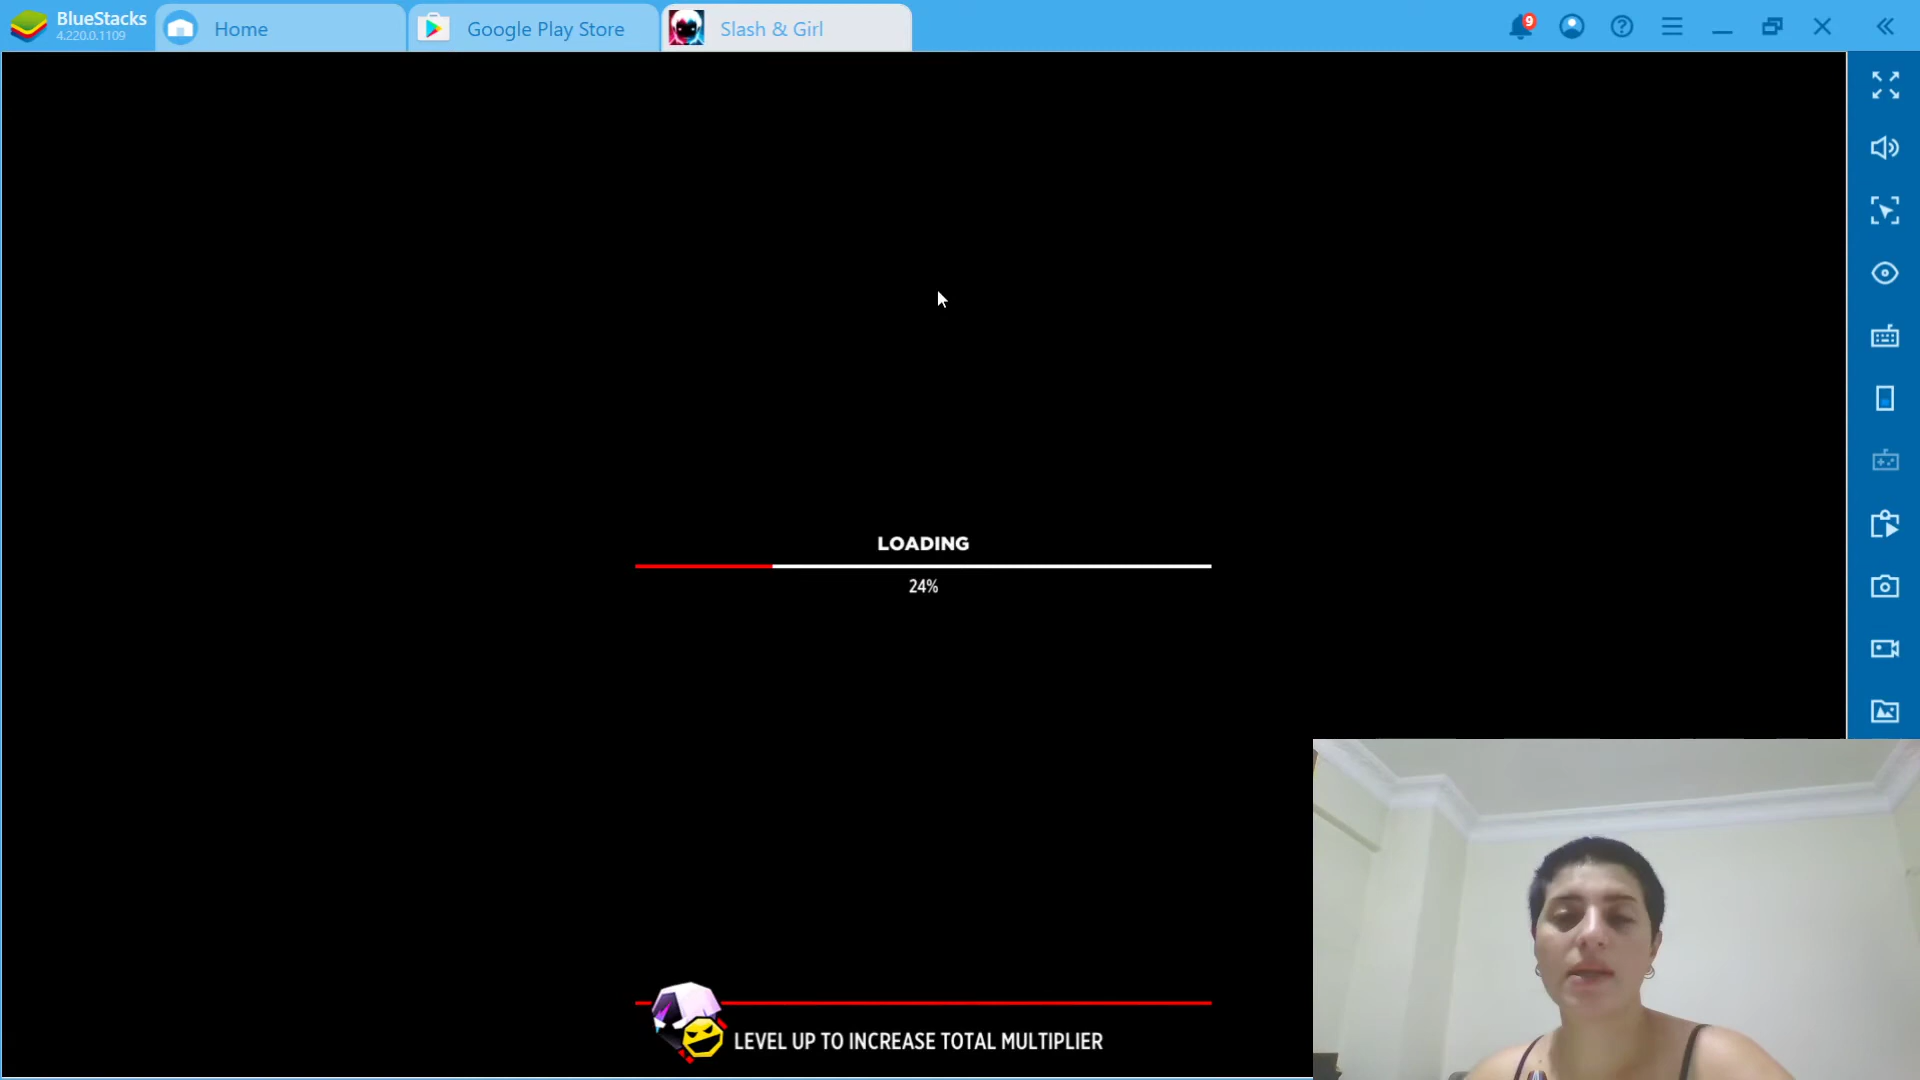 BlueStacks
4.220.0.1109
Home
Google Play Store
Slash & Girl
9
LOADING
24%
LEVEL UP TO INCREASE TOTAL MULTIPLIER